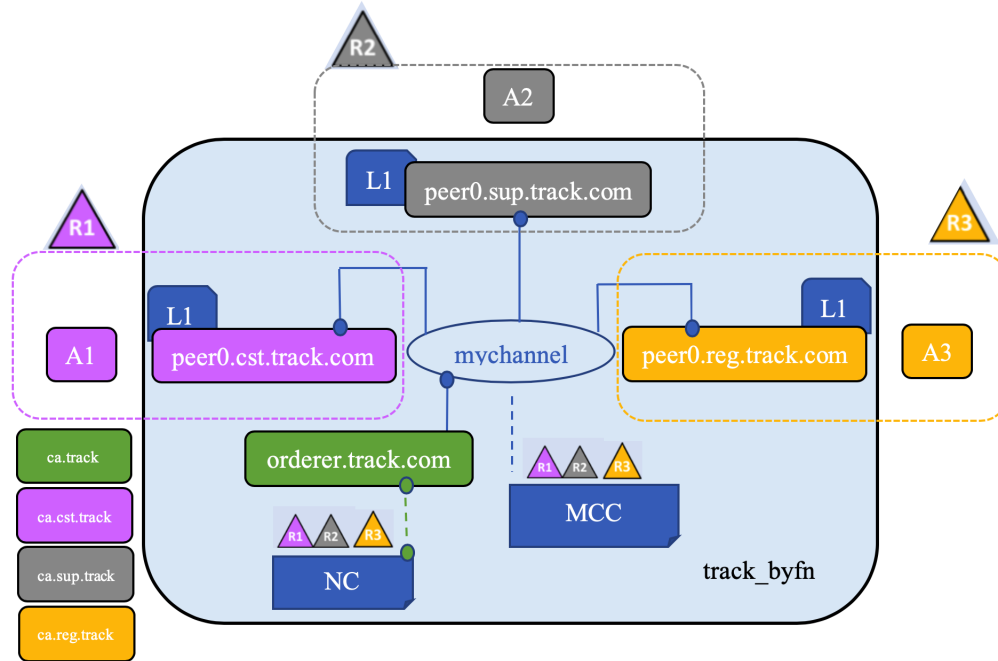 R2
A2
L1
peer0.sup.track.com
R1
R3
L1
L1
A1
peer0.cst.track.com
mychannel
peer0.reg.track.com
A3
ca.track
orderer.track.com
R1
R2
R3
MCC
ca.cst.track
R1
R2
R3
NC
ca.sup.track
track_byfn
ca.reg.track